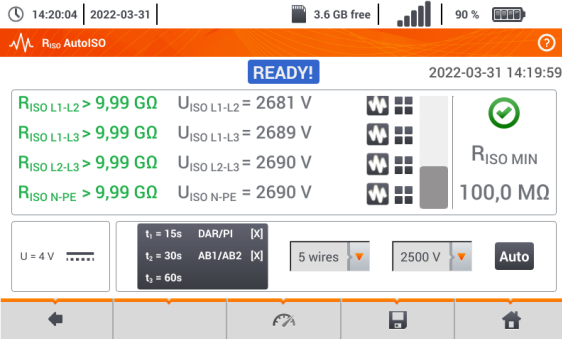 14:20:04 2022-03-31 3.6 GB free 90 %
RISO AutoISO ?
READY! 2022-03-31 14:19:59
RISO L1-L2 > 9,99 GΩ UISO L1-L2 = 2681 V
RISO L1-L3 > 9,99 GΩ UISO L1-L3 = 2689 V
RISO L2-L3 > 9,99 GΩ UISO L2-L3 = 2690 V
RISO N-PE > 9,99 GΩ UISO N-PE = 2690 V
RISO MIN
100,0 MΩ
U = 4 V
t1 = 15s DAR/PI [X]
t2 = 30s AB1/AB2 [X]
t3 = 60s
5 wires
2500 V
Auto